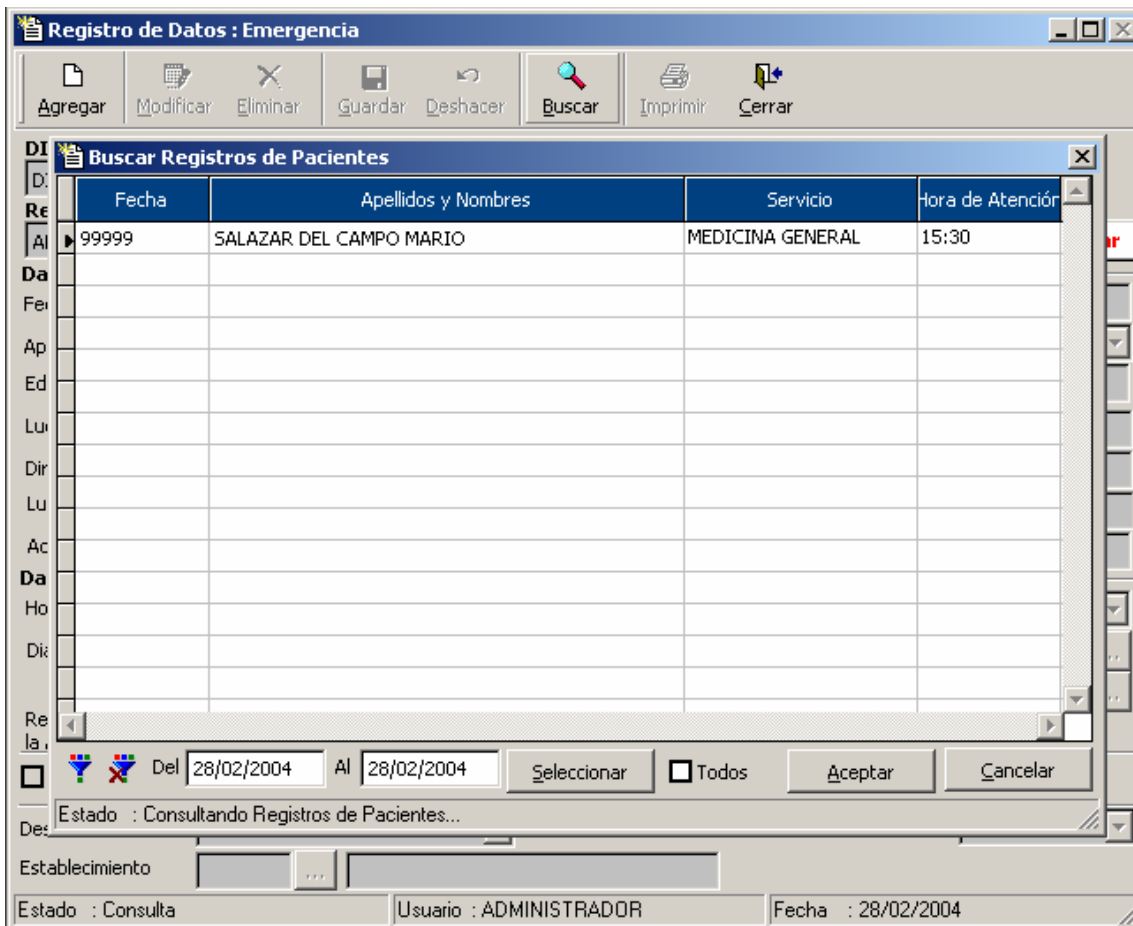 Registro de Datos : Emergencia
Agregar Modificar Eliminar Guardar Deshacer Buscar Imprimir Cerrar
Buscar Registros de Pacientes
Fecha Apellidos y Nombres Servicio Hora de Atención
99999 SALAZAR DEL CAMPO MARIO MEDICINA GENERAL 15:30
Del 28/02/2004 Al 28/02/2004 Seleccionar Todos Aceptar Cancelar
Estado : Consultando Registros de Pacientes...
Establecimiento ...
Estado : Consulta Usuario : ADMINISTRADOR Fecha : 28/02/2004